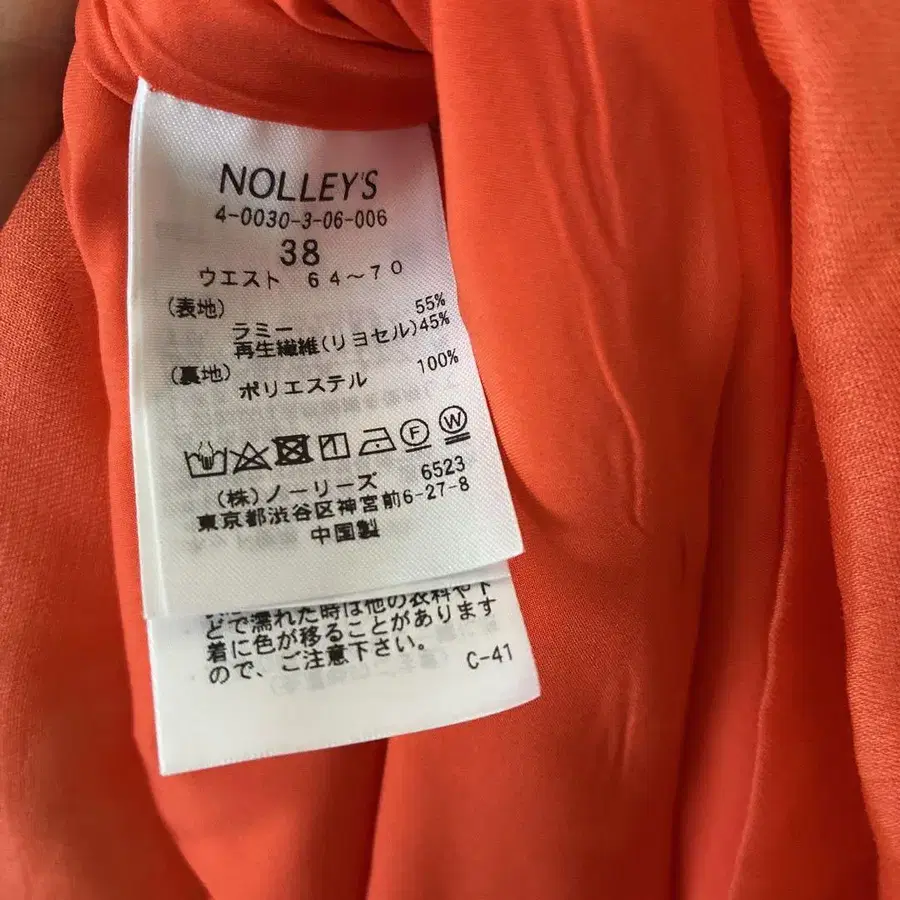 NOLLEY'S
4-0030-3-06-006
38
ウエスト 64～70
(表地)
ラミー 55%
再生繊維(リヨセル)45%
(裏地)
ポリエステル 100%
F W
(株)ノーリーズ 6523
東京都渋谷区神宮前6-27-8
中国製
どで濡れた時は他の衣料や下
着に色が移ることがあります
ので、ご注意下さい。
C-41